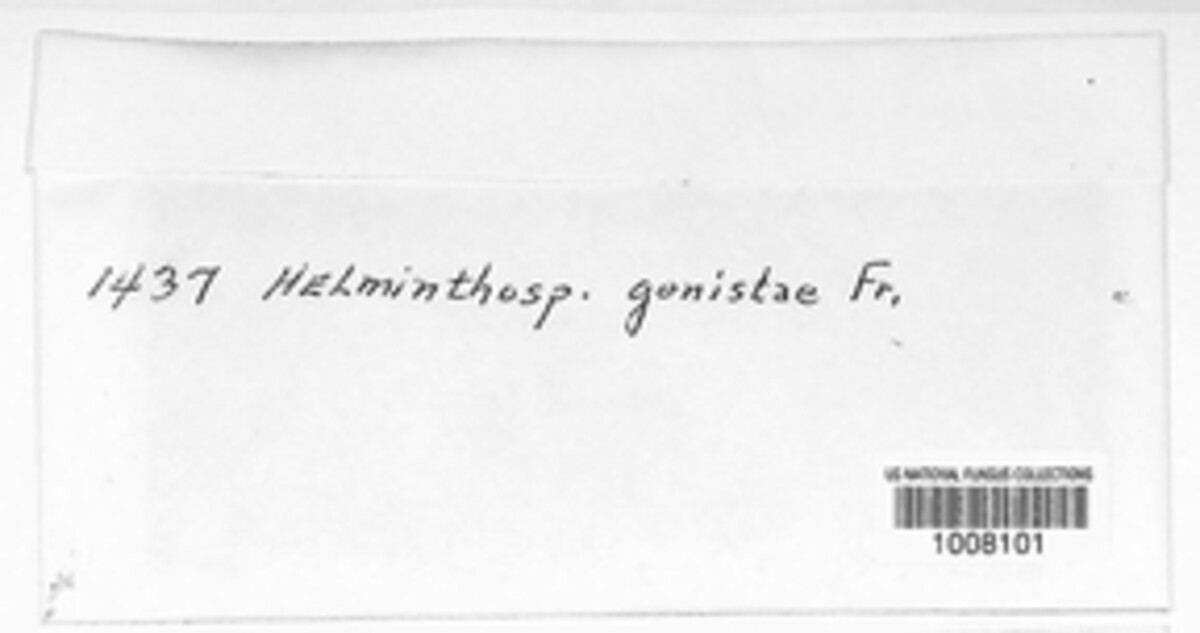 1437 HELminthosp. genistae Fr.
US NATIONAL FUNGUS COLLECTIONS
1008101